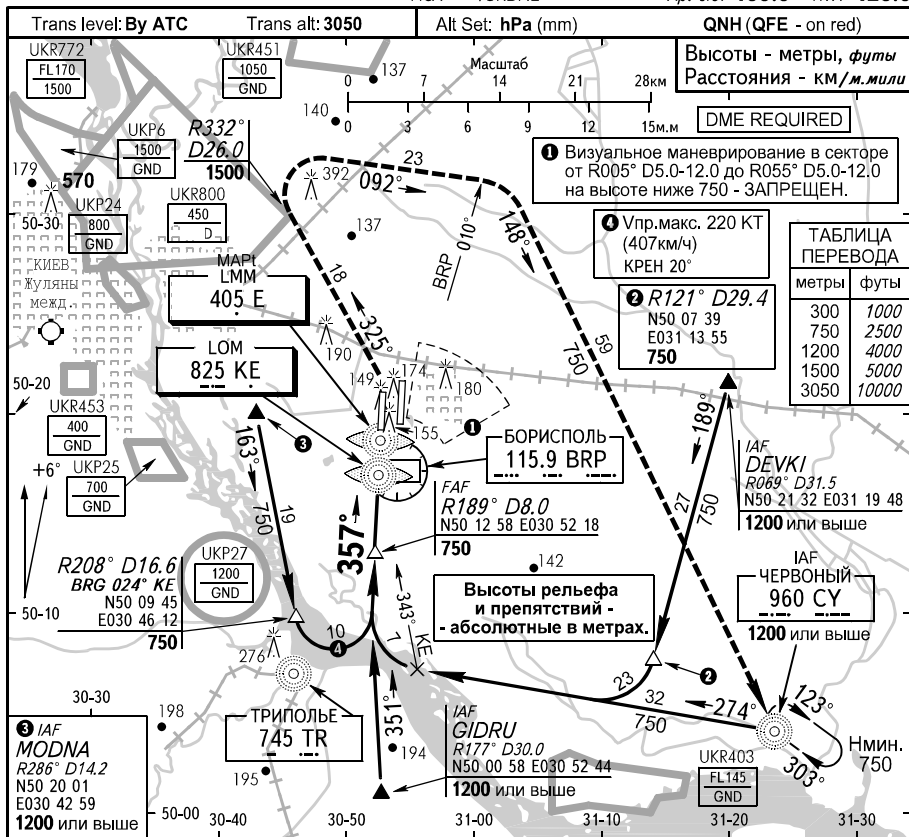 Trans level: By ATC
Trans alt: 3050
Alt Set: hPa (mm)
QNH (QFE - on red)
Высоты - метры, футы
Расстояния - км/м.мили
DME REQUIRED
Масштаб
0 7 14 21 28км
0 3 6 9 12 15м.м
UKR772
FL170
1500
UKR451
1050
GND
137
140
UKP6
1500
GND
R332°
D26.0
1500
179
570
UKP24
800
GND
UKR800
450
D
392
23
092°
137
148°
BRP 010°
❶ Визуальное маневрирование в секторе
от R005° D5.0-12.0 до R055° D5.0-12.0
на высоте ниже 750 - ЗАПРЕЩЕН.
❹ Vпр.макс. 220 КТ
(407км/ч)
КРЕН 20°
ТАБЛИЦА
ПЕРЕВОДА
метры футы
300 1000
750 2500
1200 4000
1500 5000
3050 10000
❷ R121° D29.4
N50 07 39
E031 13 55
750
50-30
КИЕВ
Жуляны
межд.
MAPt
LMM
405 E
18
325°
190
LOM
825 KE
149
174
180
155
❶
59
750
50-20
UKR453
400
GND
+6°
UKP25
700
GND
❸
163°
750
19
БОРИСПОЛЬ
115.9 BRP
189°
27
750
IAF
DEVKI
R069° D31.5
N50 21 32 E031 19 48
1200 или выше
FAF
R189° D8.0
N50 12 58 E030 52 18
750
357°
142
R208° D16.6
BRG 024° KE
N50 09 45
E030 46 12
750
UKP27
1200
GND
50-10
Высоты рельефа
и препятствий -
- абсолютные в метрах.
IAF
ЧЕРВОНЫЙ
960 CY
1200 или выше
343° KE
10
❹
7
276
❷
23
32
274°
750
123°
303°
Hмин.
750
30-30
198
ТРИПОЛЬЕ
745 TR
351°
194
195
IAF
GIDRU
R177° D30.0
N50 00 58 E030 52 44
1200 или выше
UKR403
FL145
GND
❸ IAF
MODNA
R286° D14.2
N50 20 01
E030 42 59
1200 или выше
50-00
30-40
30-50
31-00
31-10
31-20
31-30